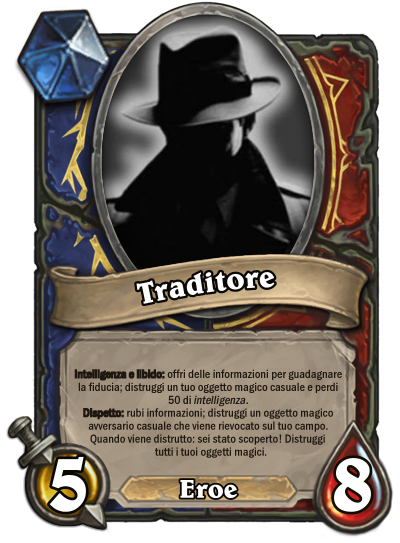 Traditore
Intelligenza e libido: offri delle informazioni per guadagnare
la fiducia; distruggi un tuo oggetto magico casuale e perdi
50 di intelligenza.
Dispetto: rubi informazioni; distruggi un oggetto magico
avversario casuale che viene rievocato sul tuo campo.
Quando viene distrutto: sei stato scoperto! Distruggi
tutti i tuoi oggetti magici.
5
Eroe
8